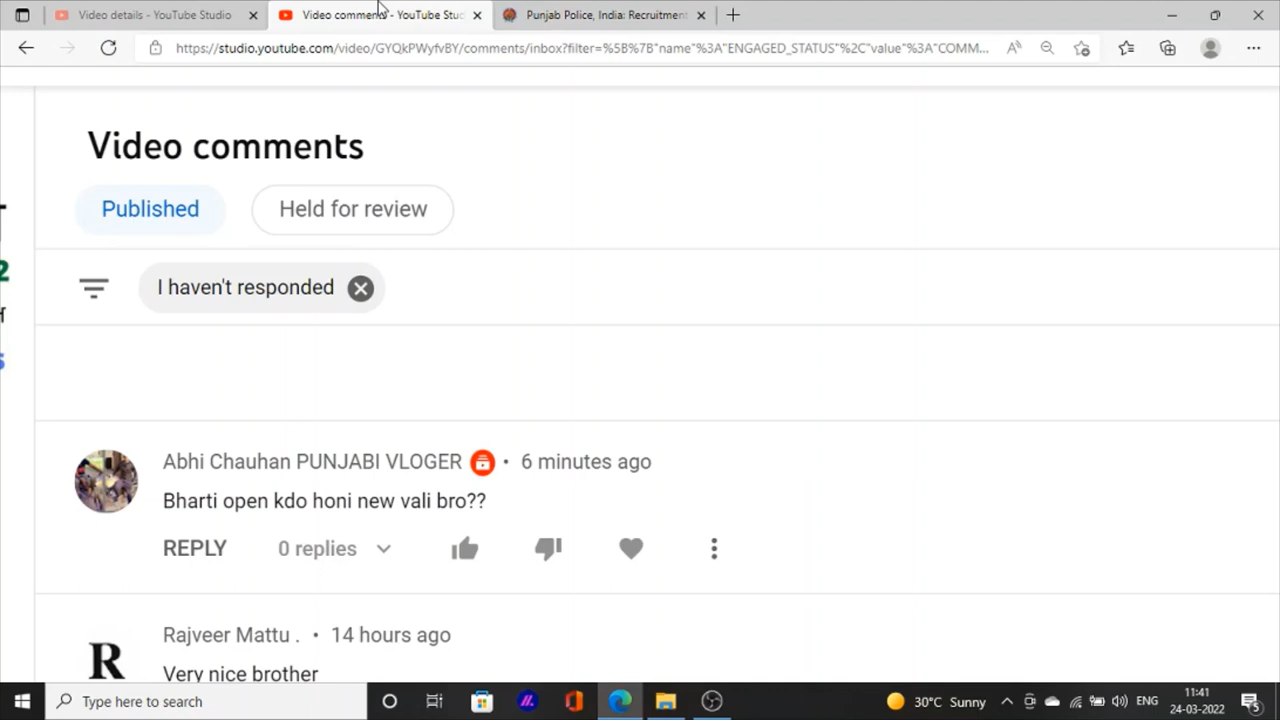 Video details - YouTube Studio
Video comments - YouTube Stud
Punjab Police, India: Recruitment
https://studio.youtube.com/video/GYQkPWyfvBY/comments/inbox?filter=%5B%7B"name"%3A"ENGAGED_STATUS"%2C"value"%3A"COMM...
Video comments
Published
Held for review
I haven't responded
Abhi Chauhan PUNJABI VLOGER • 6 minutes ago
Bharti open kdo honi new vali bro??
REPLY 0 replies
R
Rajveer Mattu . • 14 hours ago
Very nice brother
Type here to search
30°C Sunny
ENG
11:41
24-03-2022
5